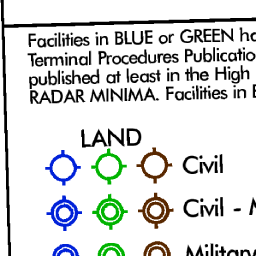 Facilities in BLUE or GREEN ha
Terminal Procedures Publicatio
published at least in the High
RADAR MINIMA. Facilities in
LAND
Civil
Civil -
Military